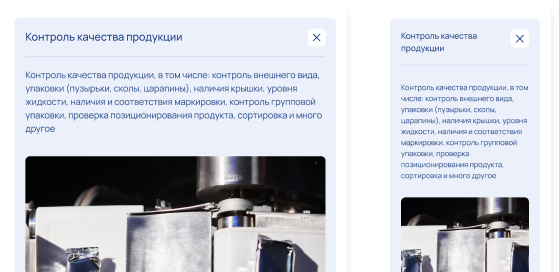 Контроль качества продукции
Контроль качества продукции, в том числе: контроль внешнего вида,
упаковки (пузырьки, сколы, царапины), наличия крышки, уровня
жидкости, наличия и соответствия маркировки, контроль групповой
упаковки, проверка позиционирования продукта, сортировка и много
другое
Контроль качества
продукции
Контроль качества продукции, в том
числе: контроль внешнего вида,
упаковки (пузырьки, сколы,
царапины), наличия крышки, уровня
жидкости, наличия и соответствия
маркировки, контроль групповой
упаковки, проверка
позиционирования продукта,
сортировка и много другое